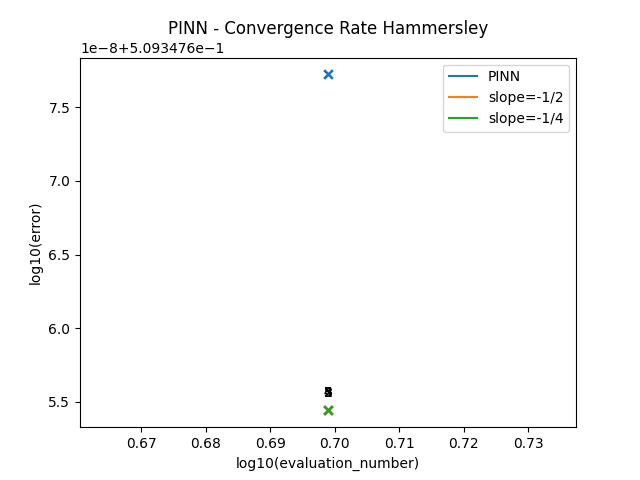 PINN - Convergence Rate Hammersley
1e-8+5.093476e-1
PINN
slope=-1/2
slope=-1/4
7.5
7.0
6.5
6.0
5.5
log10(error)
0.67 0.68 0.69 0.70 0.71 0.72 0.73
log10(evaluation_number)